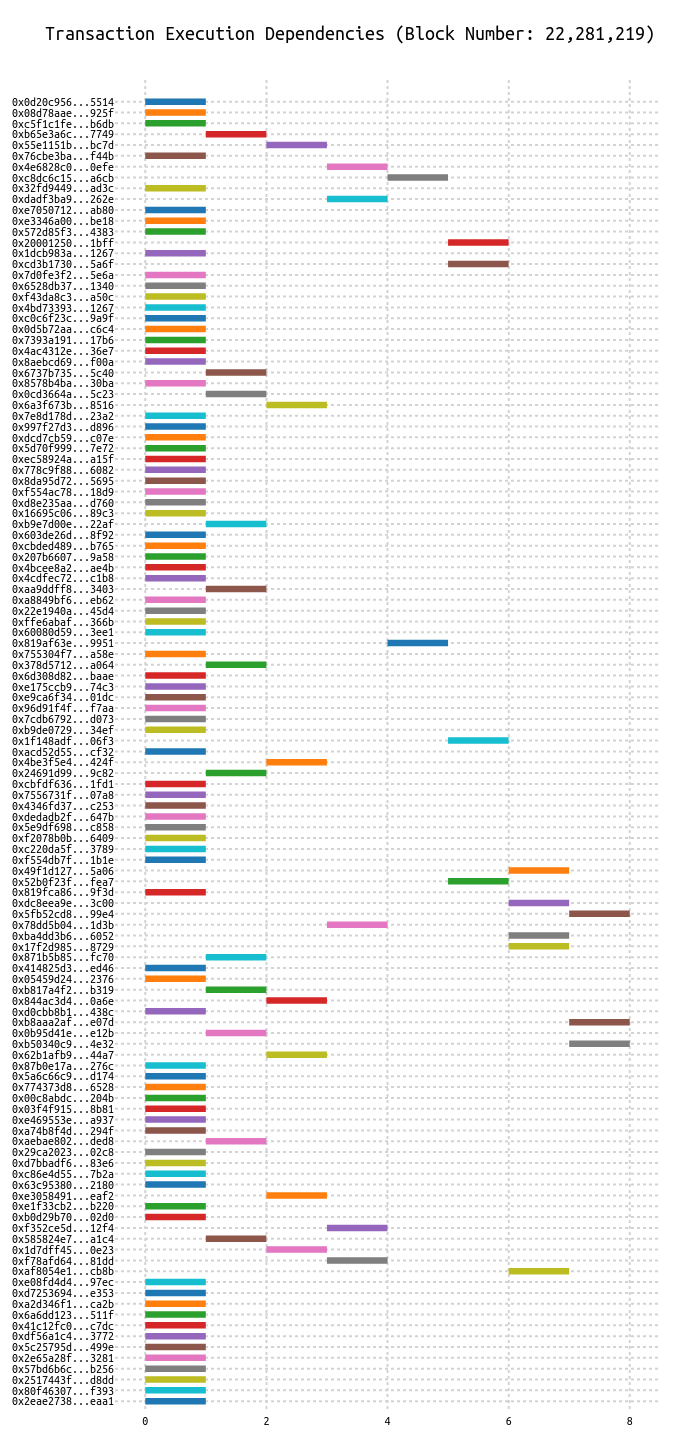 Transaction Execution Dependencies (Block Number: 22,281,219)
0x0d20c956...5514
0x08d78aae...925f
0xc5f1c1fe...b6db
0xb65e3a6c...7749
0x55e1151b...bc7d
0x76cbe3ba...f44b
0x4e6828c0...0efe
0xc8dc6c15...a6cb
0x32fd9449...ad3c
0xdadf3ba9...262e
0xe7050712...ab80
0xe3346a00...be18
0x572d85f3...4383
0x20001250...1bff
0x1dcb983a...1267
0xcd3b1730...5a6f
0x7d0fe3f2...5e6a
0x6528db37...1340
0xf43da8c3...a50c
0x4bd73393...1267
0xc0c6f23c...9a9f
0x0d5b72aa...c6c4
0x7393a191...17b6
0x4ac4312e...36e7
0x8aebcd69...f00a
0x6737b735...5c40
0x8578b4ba...30ba
0x0cd3664a...5c23
0x6a3f673b...8516
0x7e8d178d...23a2
0x997f27d3...d896
0xdcd7cb59...c07e
0x5d70f999...7e72
0xec58924a...a15f
0x778c9f88...6082
0x8da95d72...5695
0xf554ac78...18d9
0xd8e235aa...d760
0x16695c06...89c3
0xb9e7d00e...22af
0x603de26d...8f92
0xcbded489...b765
0x207b6607...9a58
0x4bcee8a2...ae4b
0x4cdfec72...c1b8
0xaa9ddff8...3403
0xa8849bf6...eb62
0x22e1940a...45d4
0xffe6abaf...366b
0x60080d59...3ee1
0x819af63e...9951
0x755304f7...a58e
0x378d5712...a064
0x6d308d82...baae
0xe175ccb9...74c3
0xe9ca6f34...01dc
0x96d91f4f...f7aa
0x7cdb6792...d073
0xb9de0729...34ef
0x1f148adf...06f3
0xacd52d55...cf32
0x4be3f5e4...424f
0x24691d99...9c82
0xcbfdf636...1fd1
0x7556731f...07a8
0x4346fd37...c253
0xdedadb2f...647b
0x5e9df698...c858
0xf2078b0b...6409
0xc220da5f...3789
0xf554db7f...1b1e
0x49f1d127...5a06
0x52b0f23f...fea7
0x819fca86...9f3d
0xdc8eea9e...3c00
0x5fb52cd8...99e4
0x78dd5b04...1d3b
0xba4dd3b6...6052
0x17f2d985...8729
0x871b5b85...fc70
0x414825d3...ed46
0x05459d24...2376
0xb817a4f2...b319
0x844ac3d4...0a6e
0xd0cbb8b1...438c
0xb8aaa2af...e07d
0x0b95d41e...e12b
0xb50340c9...4e32
0x62b1afb9...44a7
0x87b0e17a...276c
0x5a6c66c9...d174
0x774373d8...6528
0x00c8abdc...204b
0x03f4f915...8b81
0xe469553e...a937
0xa74b8f4d...294f
0xaebae802...ded8
0x29ca2023...02c8
0xd7bbadf6...83e6
0xc86e4d55...7b2a
0x63c95380...2180
0xe3058491...eaf2
0xe1f33cb2...b220
0xb0d29b70...02d0
0xf352ce5d...12f4
0x585824e7...a1c4
0x1d7dff45...0e23
0xf78afd64...81dd
0xaf8054e1...cb8b
0xe08fd4d4...97ec
0xd7253694...e353
0xa2d346f1...ca2b
0x6a6dd123...511f
0x41c12fc0...c7dc
0xdf56a1c4...3772
0x5c25795d...499e
0x2e65a28f...3281
0x57bd6b6c...b256
0x2517443f...d8dd
0x80f46307...f393
0x2eae2738...eaa1
0 2 4 6 8